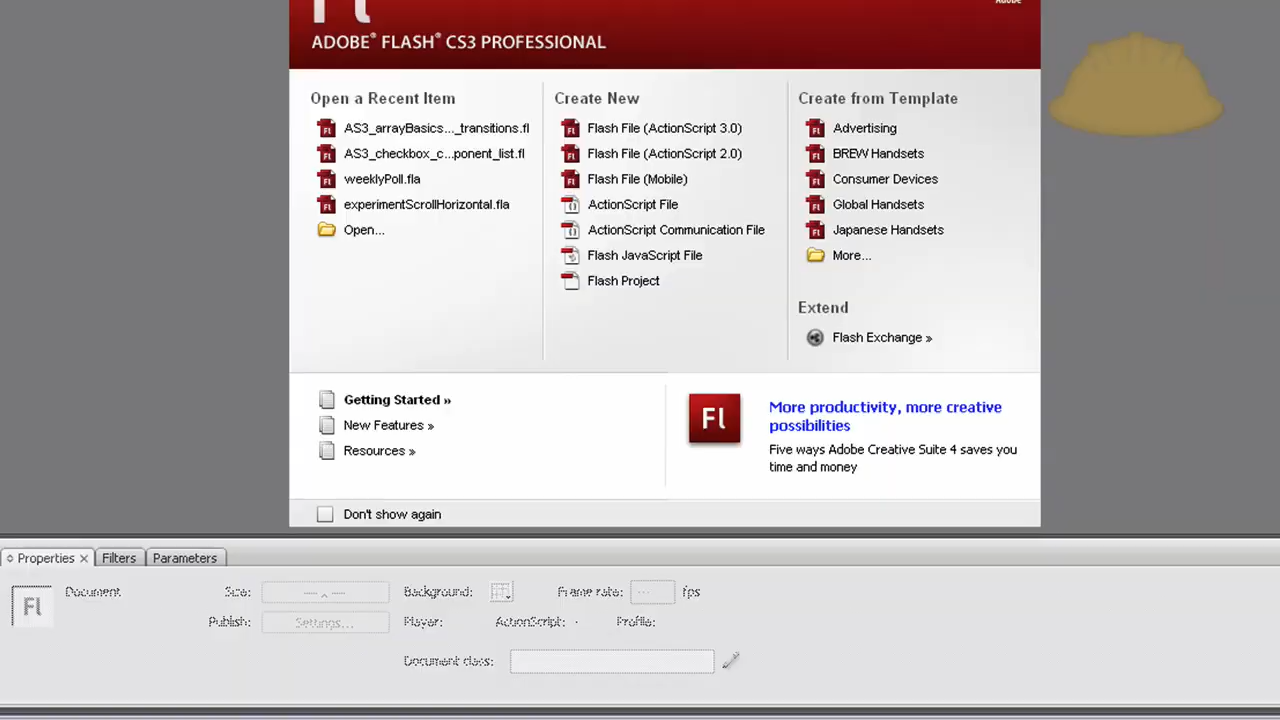 Fl
ADOBE
ADOBE® FLASH® CS3 PROFESSIONAL
Open a Recent Item
AS3_arrayBasics..._transitions.fl
AS3_checkbox_c...ponent_list.fl
weeklyPoll.fla
experimentScrollHorizontal.fla
Open...
Create New
Flash File (ActionScript 3.0)
Flash File (ActionScript 2.0)
Flash File (Mobile)
ActionScript File
ActionScript Communication File
Flash JavaScript File
Flash Project
Create from Template
Advertising
BREW Handsets
Consumer Devices
Global Handsets
Japanese Handsets
More...
Extend
Flash Exchange »
Getting Started »
New Features »
Resources »
Fl
More productivity, more creative
possibilities
Five ways Adobe Creative Suite 4 saves you
time and money
Don't show again
Properties × Filters Parameters
Fl
Document Size: Background: Frame rate: ... fps
Publish: Settings... Player: ActionScript: Profile:
Document class: